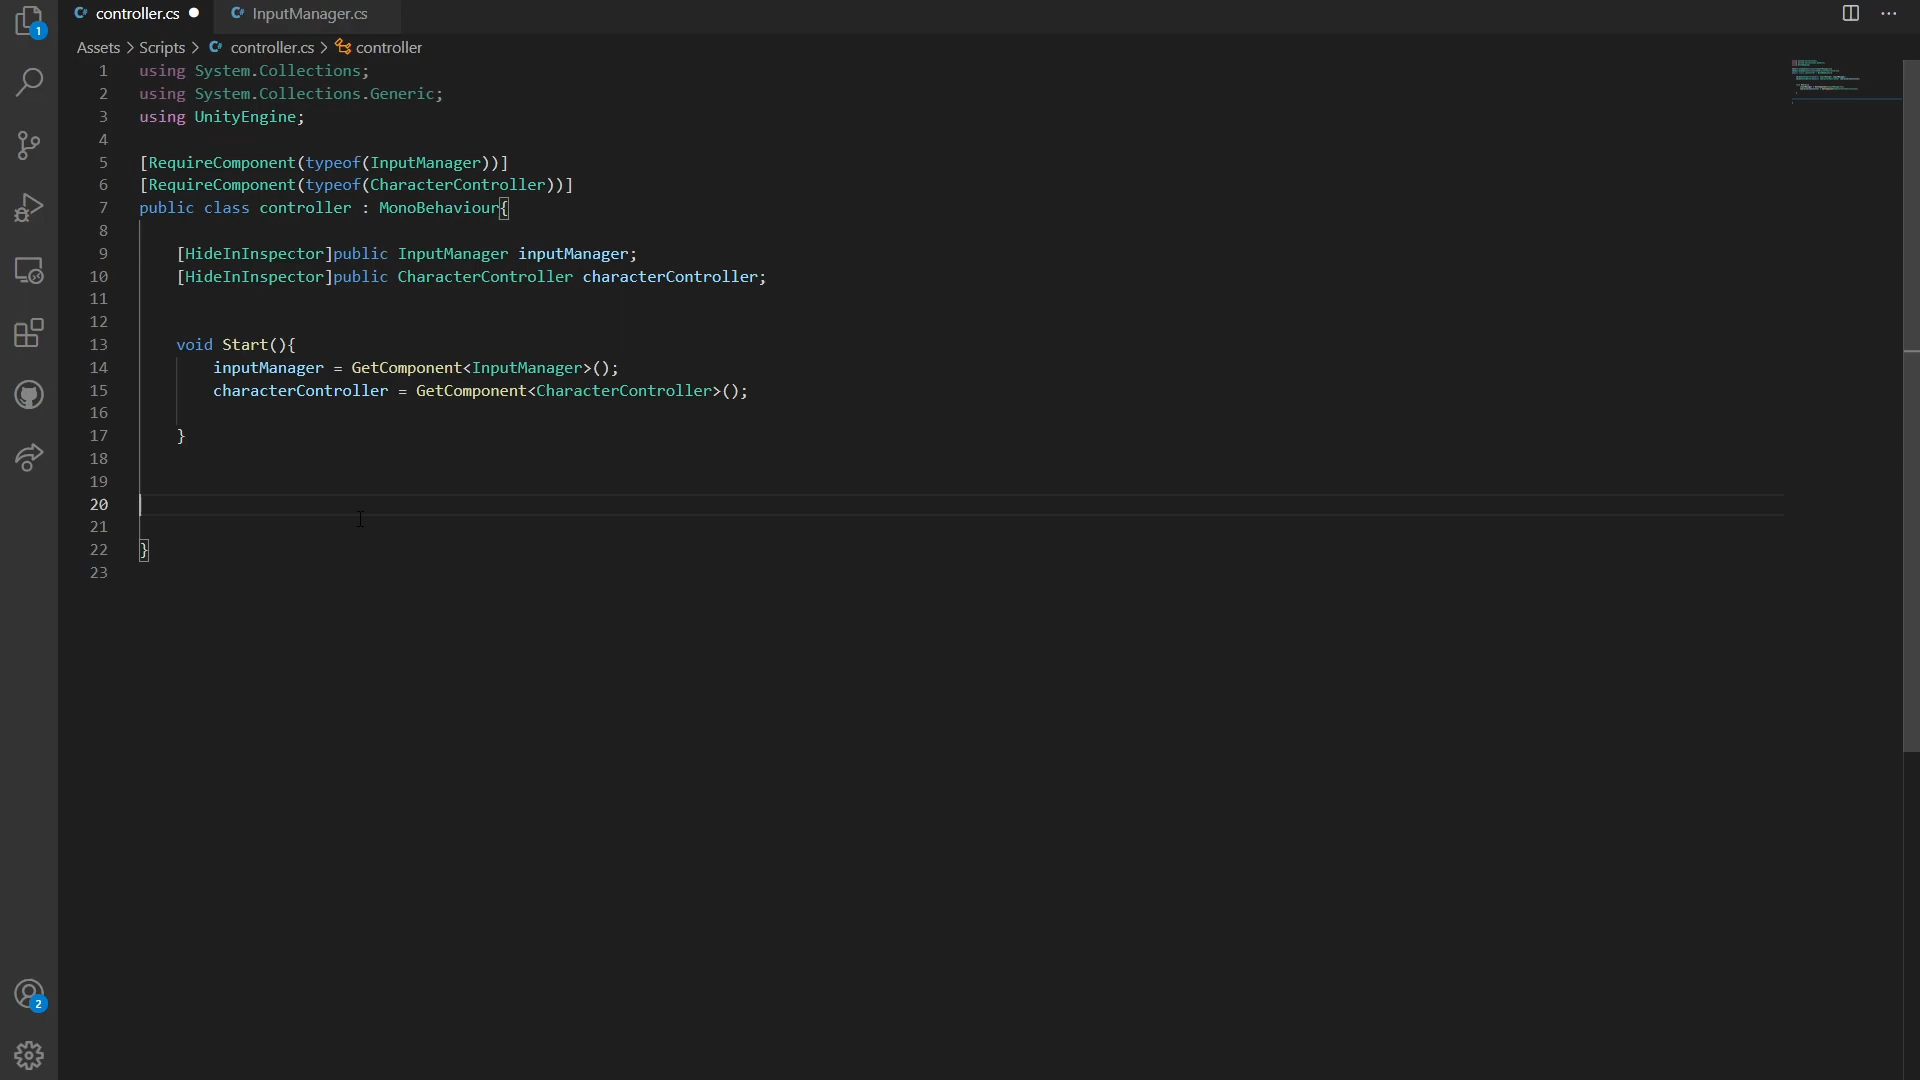 controller.cs
InputManager.cs
Assets > Scripts > controller.cs > controller
1 using System.Collections;
2 using System.Collections.Generic;
3 using UnityEngine;
4
5 [RequireComponent(typeof(InputManager))]
6 [RequireComponent(typeof(CharacterController))]
7 public class controller : MonoBehaviour{
8
9 [HideInInspector]public InputManager inputManager;
10 [HideInInspector]public CharacterController characterController;
11
12
13 void Start(){
14 inputManager = GetComponent<InputManager>();
15 characterController = GetComponent<CharacterController>();
16
17 }
18
19
20
21
22 }
23
1
2